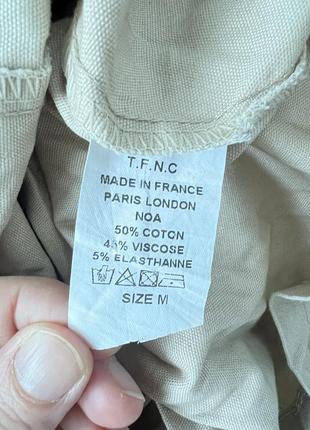 T.F.N.C
MADE IN FRANCE
PARIS LONDON
NOA
50% COTON
45% VISCOSE
5% ELASTHANNE
SIZE M